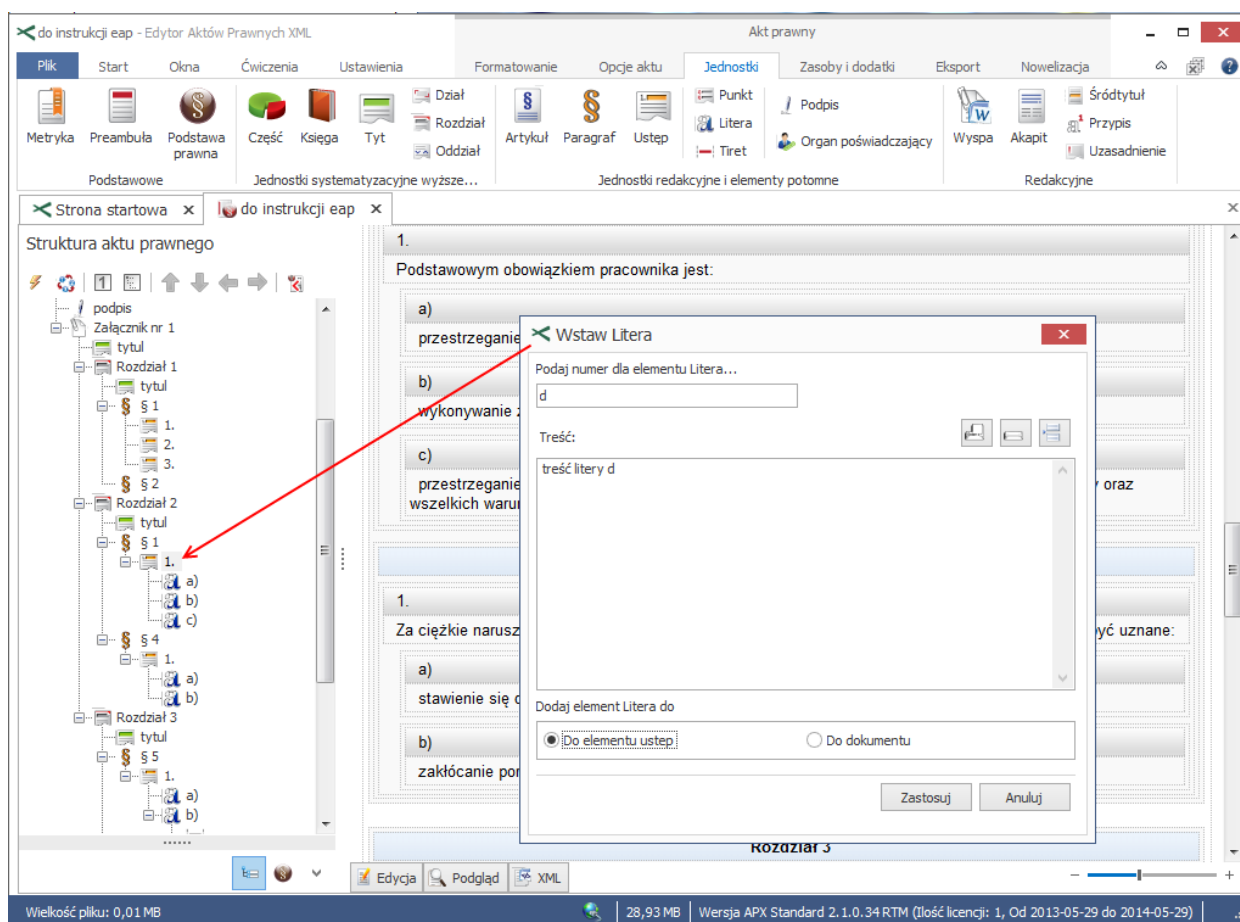 do instrukcji eap - Edytor Aktów Prawnych XML
Akt prawny
Plik Start Okna Ćwiczenia Ustawienia Formatowanie Opcje aktu Jednostki Zasoby i dodatki Eksport Nowelizacja
Metryka Preambuła Podstawa prawna Część Księga Tyt Dział Rozdział Oddział Artykuł Paragraf Ustęp Punkt Litera Tiret Podpis Organ poświadczający Wyspa Akapit Śródtytuł Przypis Uzasadnienie
Podstawowe Jednostki systematyzacyjne wyższe... Jednostki redakcyjne i elementy potomne Redakcyjne
Strona startowa x do instrukcji eap x
Struktura aktu prawnego
podpis
Załącznik nr 1
tytul
Rozdział 1
tytul
§ 1
1.
2.
3.
§ 2
Rozdział 2
tytul
§ 1
1.
a)
b)
c)
§ 4
1.
a)
b)
Rozdział 3
tytul
§ 5
1.
a)
b)
1.
Podstawowym obowiązkiem pracownika jest:
a)
przestrzeganie
b)
wykonywanie
c)
przestrzeganie
oraz
wszelkich
1.
Za ciężkie
być uznane:
a)
stawienie się
b)
zakłócanie
Rozdział 3
Wstaw Litera
Podaj numer dla elementu Litera...
d
Treść:
treść litery d
Dodaj element Litera do
Do elementu ustep Do dokumentu
Zastosuj Anuluj
Edycja Podgląd XML
Wielkość pliku: 0,01 MB 28,93 MB Wersja APX Standard 2.1.0.34 RTM (Ilość licencji: 1, Od 2013-05-29 do 2014-05-29)